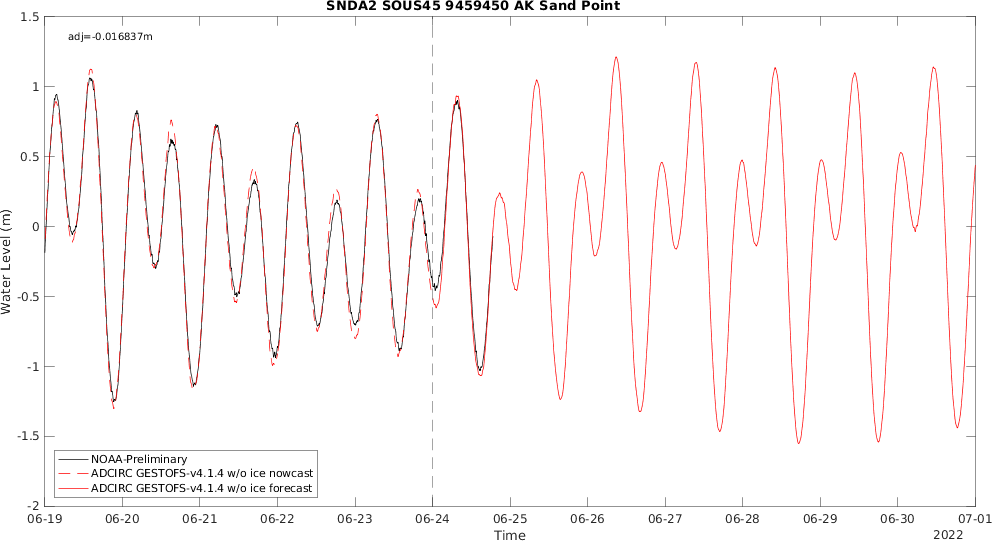 SNDA2 SOUS45 9459450 AK Sand Point
adj=-0.016837m
1.5
1
0.5
0
-0.5
-1
-1.5
-2
Water Level (m)
NOAA-Preliminary
ADCIRC GESTOFS-v4.1.4 w/o ice nowcast
ADCIRC GESTOFS-v4.1.4 w/o ice forecast
06-19 06-20 06-21 06-22 06-23 06-24 06-25 06-26 06-27 06-28 06-29 06-30 07-01
Time
2022